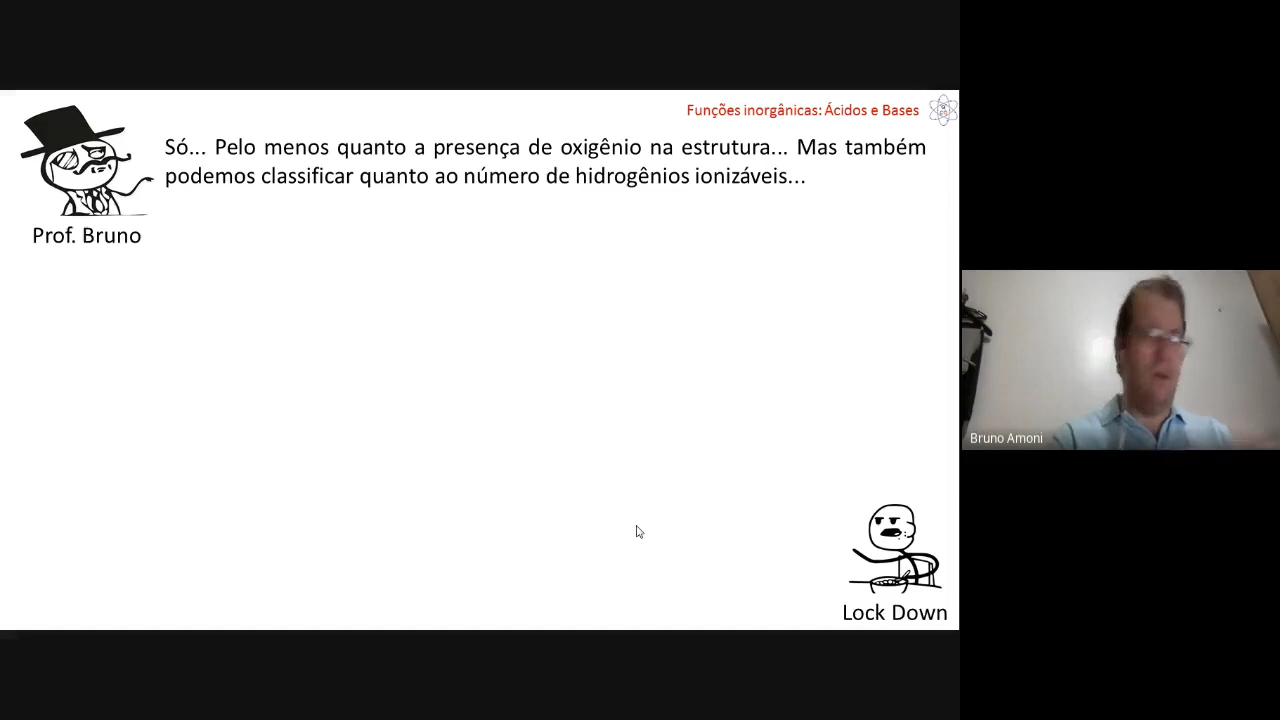 Funções inorgânicas: Ácidos e Bases
Só... Pelo menos quanto a presença de oxigênio na estrutura... Mas também
podemos classificar quanto ao número de hidrogênios ionizáveis...
Prof. Bruno
Bruno Amoni
Lock Down